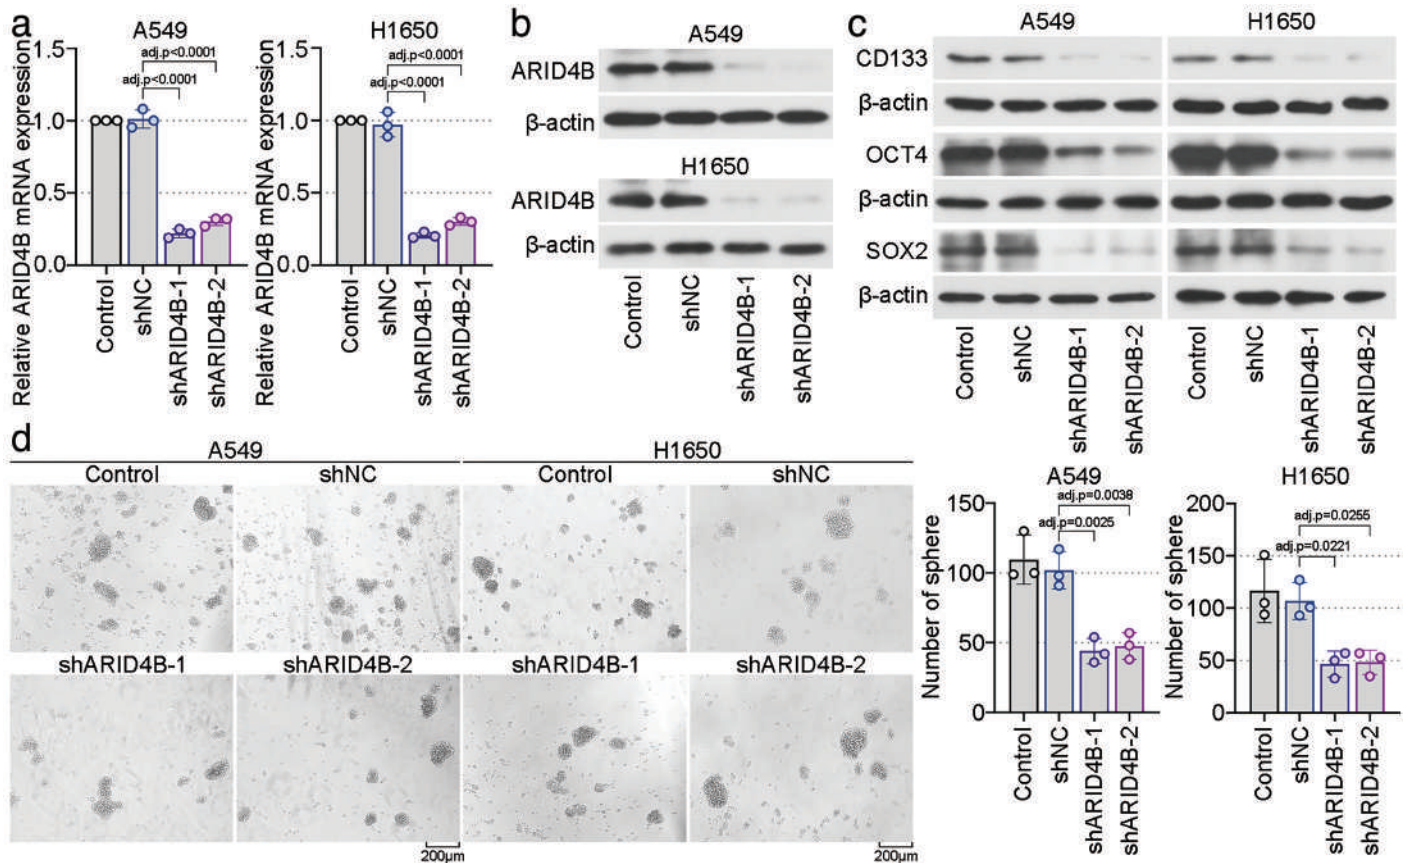 a
A549
Relative ARID4B mRNA expression
1.5
1.0
0.5
0.0
adj.p<0.0001
adj.p<0.0001
Control
shNC
shARID4B-1
shARID4B-2
H1650
Relative ARID4B mRNA expression
1.5
1.0
0.5
0.0
adj.p<0.0001
adj.p<0.0001
Control
shNC
shARID4B-1
shARID4B-2
b
A549
ARID4B
β-actin
H1650
ARID4B
β-actin
Control
shNC
shARID4B-1
shARID4B-2
c
A549
H1650
CD133
β-actin
OCT4
β-actin
SOX2
β-actin
Control
shNC
shARID4B-1
shARID4B-2
Control
shNC
shARID4B-1
shARID4B-2
d
A549
H1650
Control
shNC
Control
shNC
shARID4B-1
shARID4B-2
shARID4B-1
shARID4B-2
200μm
200μm
A549
Number of sphere
150
100
50
0
adj.p=0.0038
adj.p=0.0025
Control
shNC
shARID4B-1
shARID4B-2
H1650
Number of sphere
200
150
100
50
0
adj.p=0.0255
adj.p=0.0221
Control
shNC
shARID4B-1
shARID4B-2